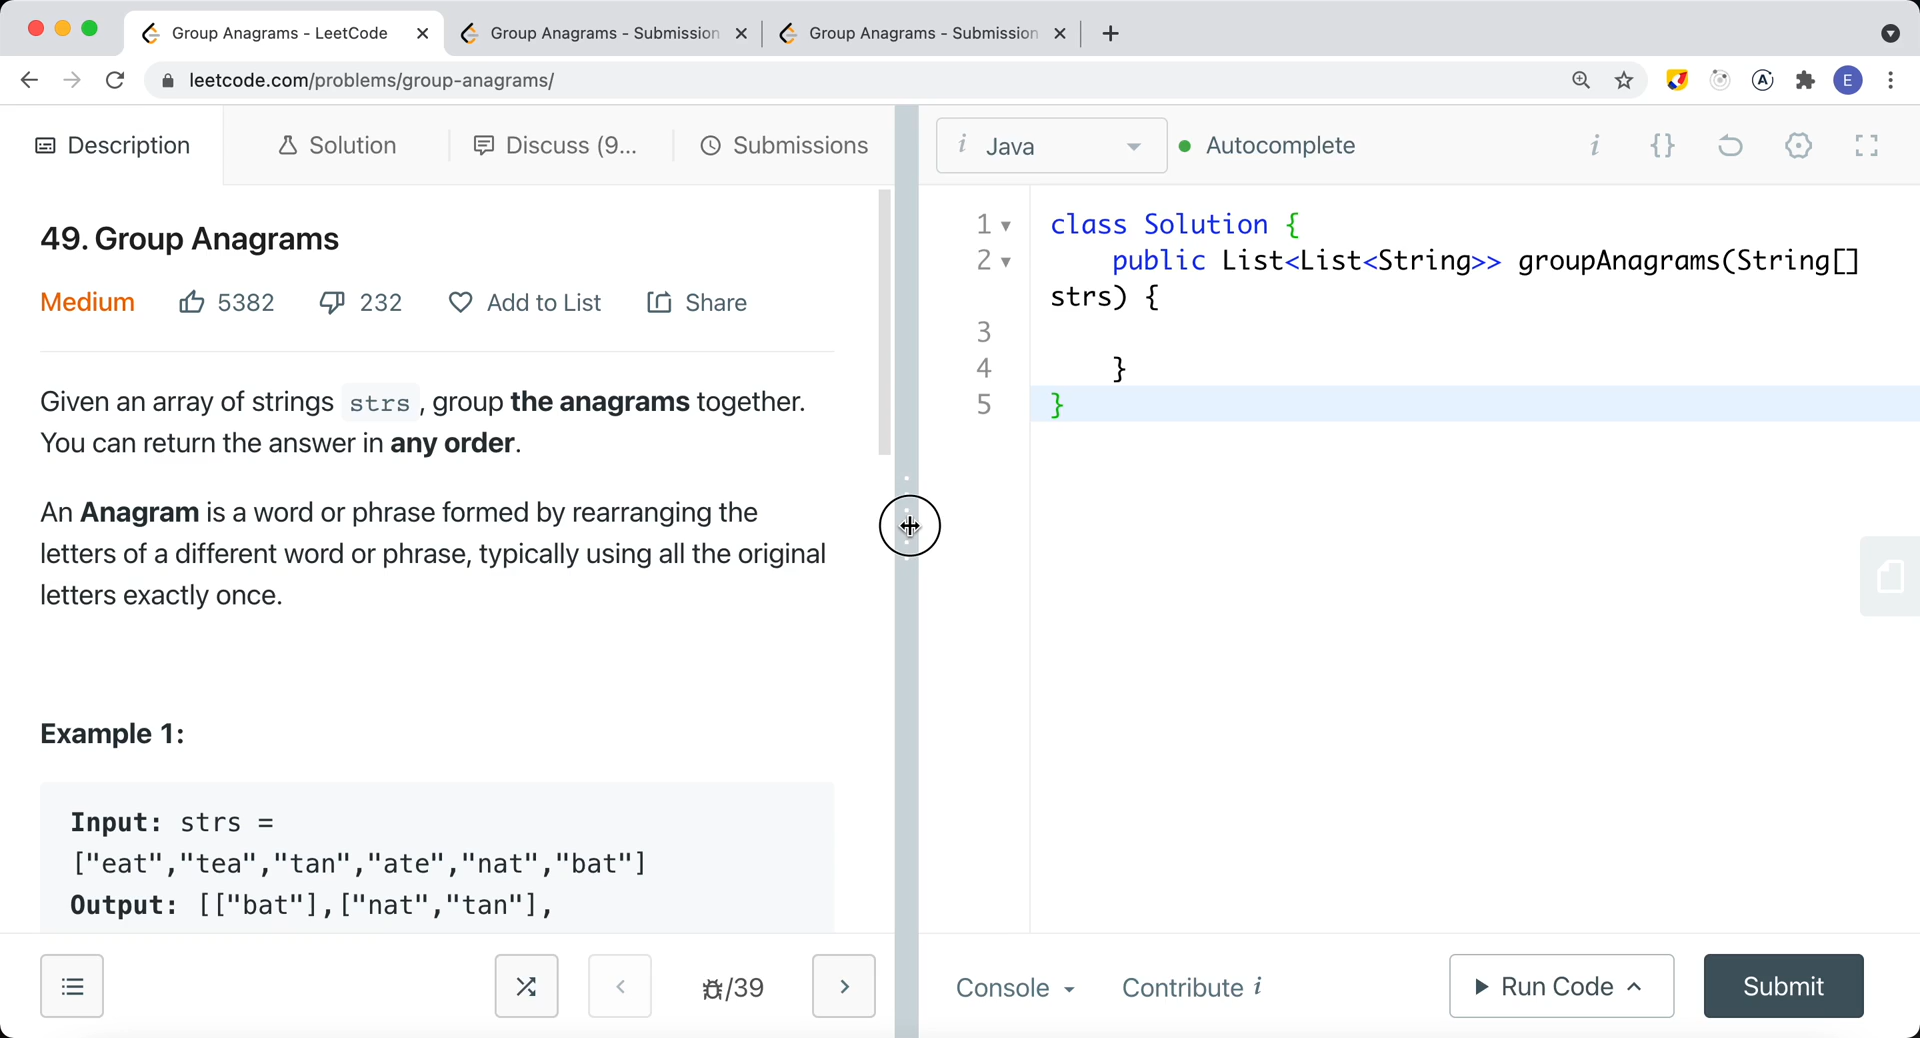 Group Anagrams - LeetCode
Group Anagrams - Submission
Group Anagrams - Submission
leetcode.com/problems/group-anagrams/
A
E
Description
Solution
Discuss (9...
Submissions
i Java
Autocomplete
i {}
49. Group Anagrams
Medium 5382 232 Add to List Share
Given an array of strings strs , group the anagrams together.
You can return the answer in any order.
An Anagram is a word or phrase formed by rearranging the
letters of a different word or phrase, typically using all the original
letters exactly once.
Example 1:
Input: strs =
["eat","tea","tan","ate","nat","bat"]
Output: [["bat"],["nat","tan"],
/39
1 class Solution {
2 public List<List<String>> groupAnagrams(String[]
strs) {
3
4 }
5 }
Console
Contribute i
Run Code
Submit